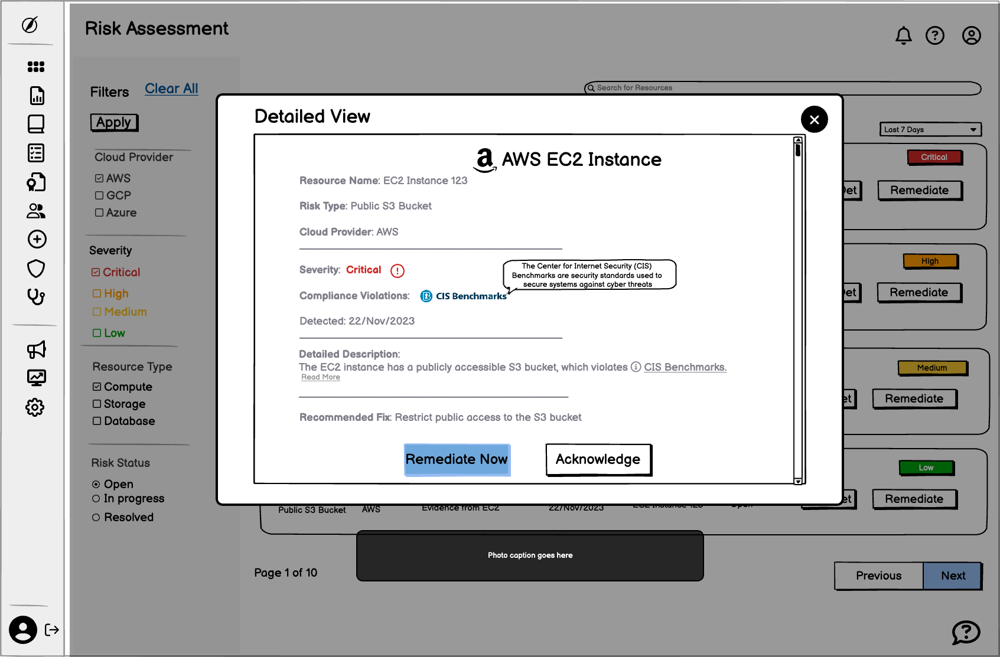 Risk Assessment
Filters
Clear All
Apply
Cloud Provider
AWS
GCP
Azure
Severity
Critical
High
Medium
Low
Resource Type
Compute
Storage
Database
Risk Status
Open
In progress
Resolved
Search for Resources
Last 7 Days
Detailed View
AWS EC2 Instance
Resource Name: EC2 Instance 123
Risk Type: Public S3 Bucket
Cloud Provider: AWS
Severity: Critical
The Center for Internet Security (CIS)
Benchmarks are security standards used to
secure systems against cyber threats
Compliance Violations: CIS Benchmarks
Detected: 22/Nov/2023
Detailed Description:
The EC2 instance has a publicly accessible S3 bucket, which violates CIS Benchmarks.
Read More
Recommended Fix: Restrict public access to the S3 bucket
Remediate Now
Acknowledge
Critical
Remediate
High
Remediate
Medium
Remediate
Low
Remediate
Public S3 Bucket AWS Evidence from EC2 22/Nov/2023 EC2 Instance 123 Open
Photo caption goes here
Page 1 of 10
Previous
Next